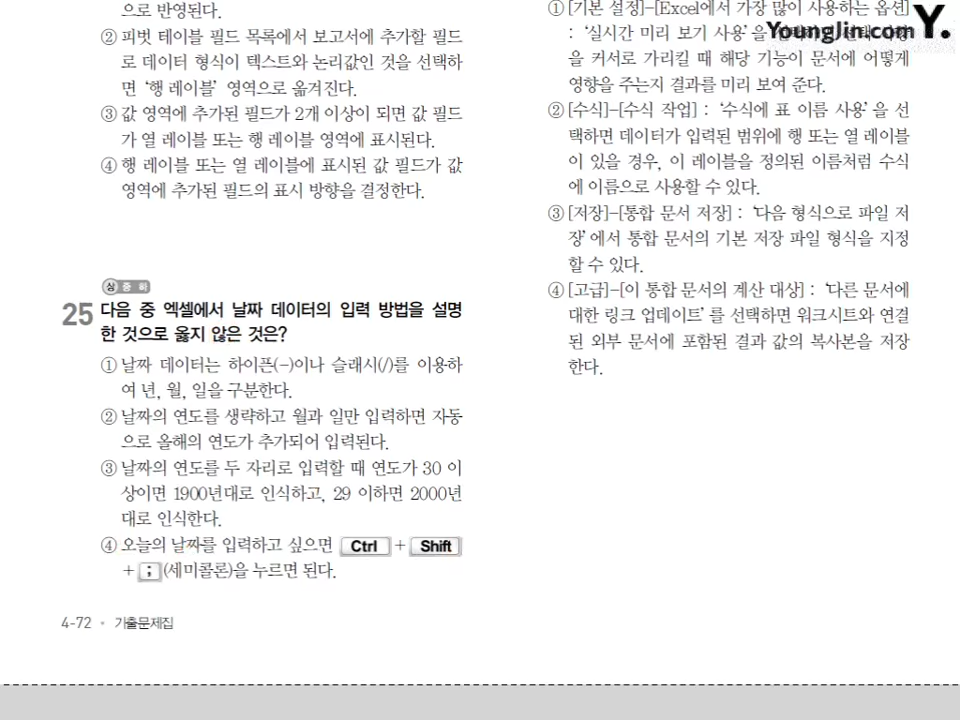 으로 반영된다.
② 피벗 테이블 필드 목록에서 보고서에 추가할 필드
로 데이터 형식이 텍스트와 논리값인 것을 선택하
면 '행 레이블' 영역으로 옮겨진다.
③ 값 영역에 추가된 필드가 2개 이상이 되면 값 필드
가 열 레이블 또는 행 레이블 영역에 표시된다.
④ 행 레이블 또는 열 레이블에 표시된 값 필드가 값
영역에 추가된 필드의 표시 방향을 결정한다.
상 중 하
25 다음 중 엑셀에서 날짜 데이터의 입력 방법을 설명
한 것으로 옳지 않은 것은?
① 날짜 데이터는 하이픈(-)이나 슬래시(/)를 이용하
여 년, 월, 일을 구분한다.
② 날짜의 연도를 생략하고 월과 일만 입력하면 자동
으로 올해의 연도가 추가되어 입력된다.
③ 날짜의 연도를 두 자리로 입력할 때 연도가 30 이
상이면 1900년대로 인식하고, 29 이하면 2000년
대로 인식한다.
④ 오늘의 날짜를 입력하고 싶으면 Ctrl + Shift
+ ; (세미콜론)을 누르면 된다.
4-72 • 기출문제집
① [기본 설정]-[Excel에서 가장 많이 사용하는 옵션]
: '실시간 미리 보기 사용'을
Younglin.com Y.
을 커서로 가리킬 때 해당 기능이 문서에 어떻게
영향을 주는지 결과를 미리 보여 준다.
② [수식]-[수식 작업] : '수식에 표 이름 사용'을 선
택하면 데이터가 입력된 범위에 행 또는 열 레이블
이 있을 경우, 이 레이블을 정의된 이름처럼 수식
에 이름으로 사용할 수 있다.
③ [저장]-[통합 문서 저장] : '다음 형식으로 파일 저
장'에서 통합 문서의 기본 저장 파일 형식을 지정
할 수 있다.
④ [고급]-[이 통합 문서의 계산 대상] : '다른 문서에
대한 링크 업데이트'를 선택하면 워크시트와 연결
된 외부 문서에 포함된 결과 값의 복사본을 저장
한다.